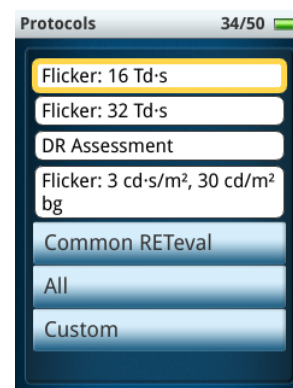 Protocols 34/50
Flicker: 16 Td·s
Flicker: 32 Td·s
DR Assessment
Flicker: 3 cd·s/m², 30 cd/m²
bg
Common RETeval
All
Custom